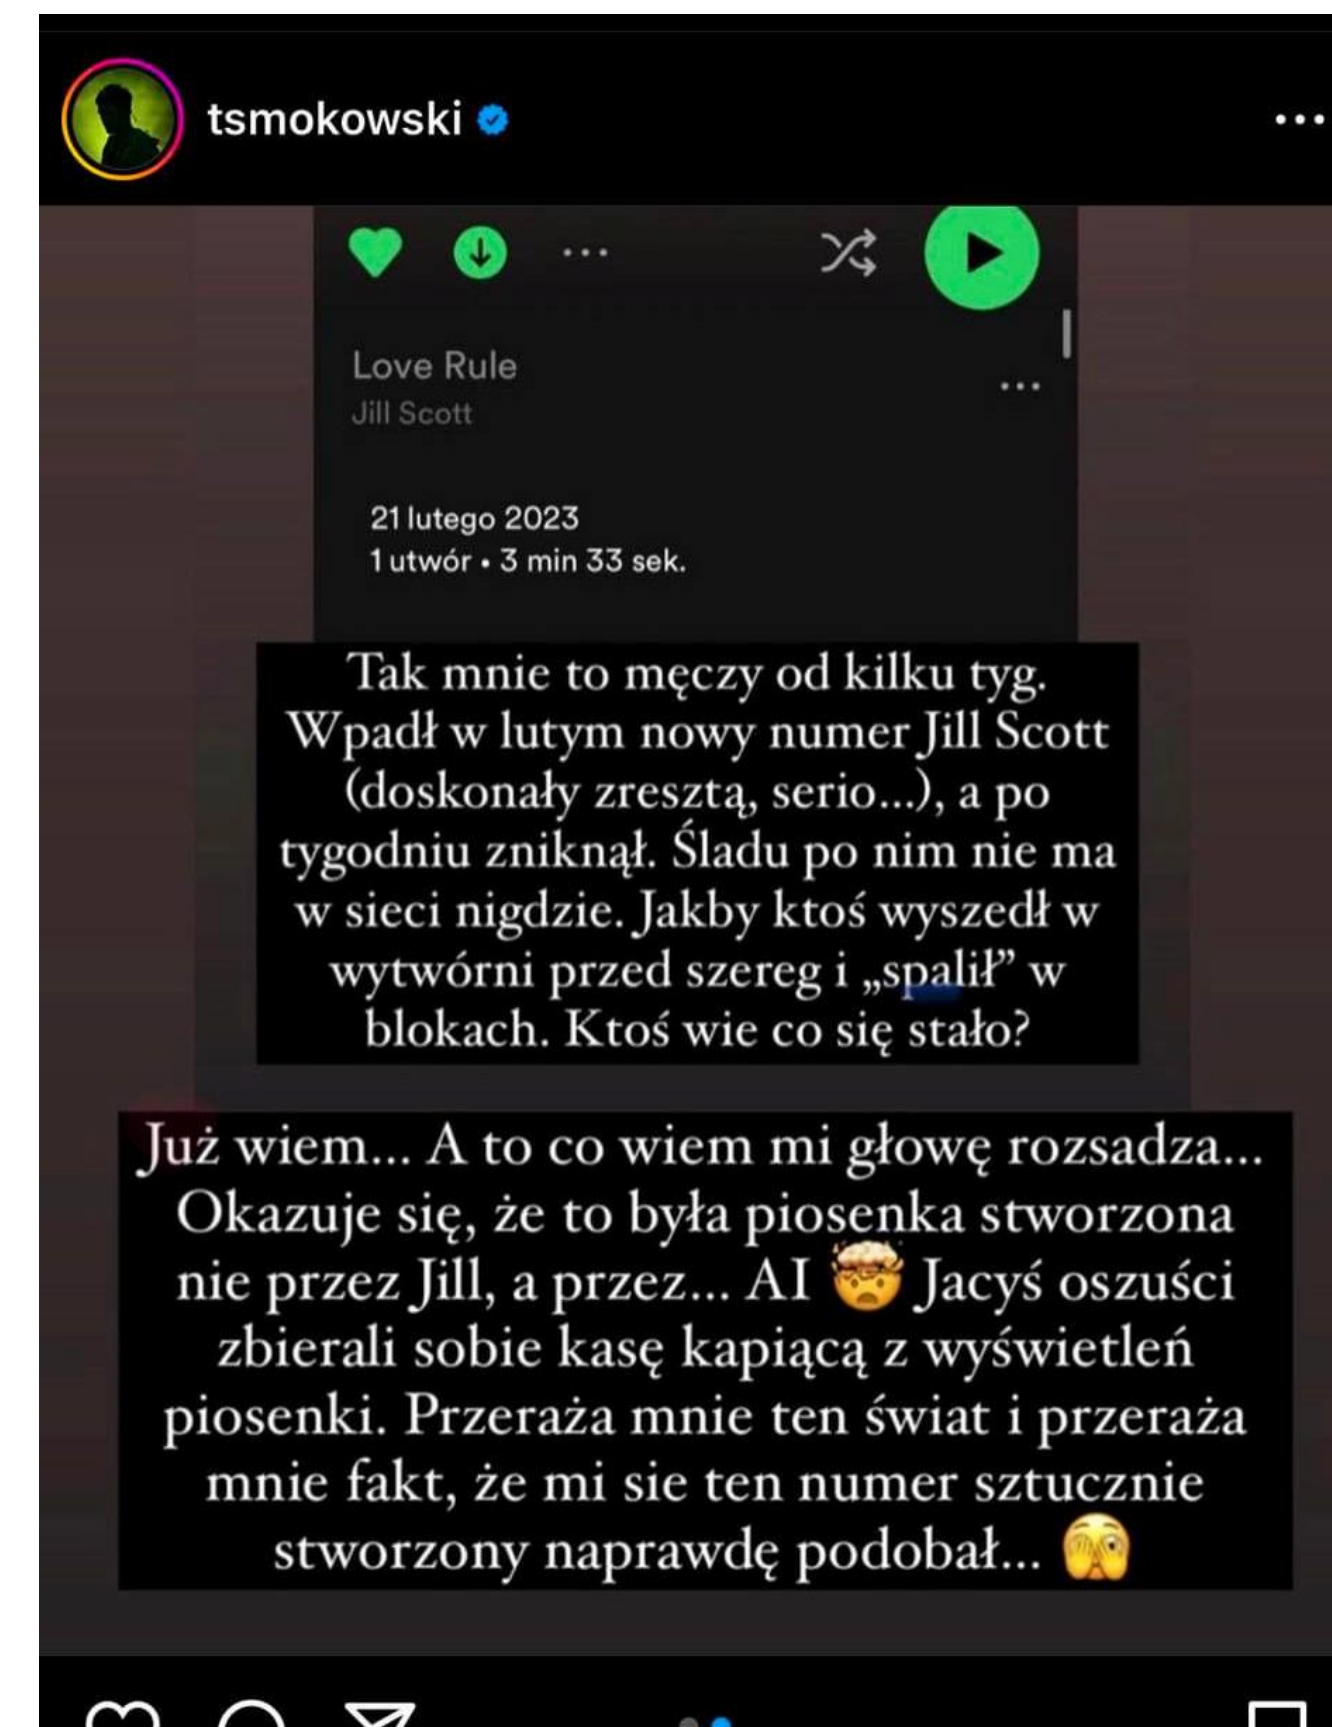 tsmokowski
Love Rule
Jill Scott
21 lutego 2023
1 utwór • 3 min 33 sek.
Tak mnie to męczy od kilku tyg.
Wpadł w lutym nowy numer Jill Scott
(doskonały zresztą, serio...), a po
tygodniu zniknął. Śladu po nim nie ma
w sieci nigdzie. Jakby ktoś wyszedł w
wytwórni przed szereg i „spalił” w
blokach. Ktoś wie co się stało?
Już wiem... A to co wiem mi głowę rozsadza...
Okazuje się, że to była piosenka stworzona
nie przez Jill, a przez... AI 🤯 Jacyś oszuści
zbierali sobie kasę kapiącą z wyświetleń
piosenki. Przeraża mnie ten świat i przeraża
mnie fakt, że mi sie ten numer sztucznie
stworzony naprawdę podobał... 🫣